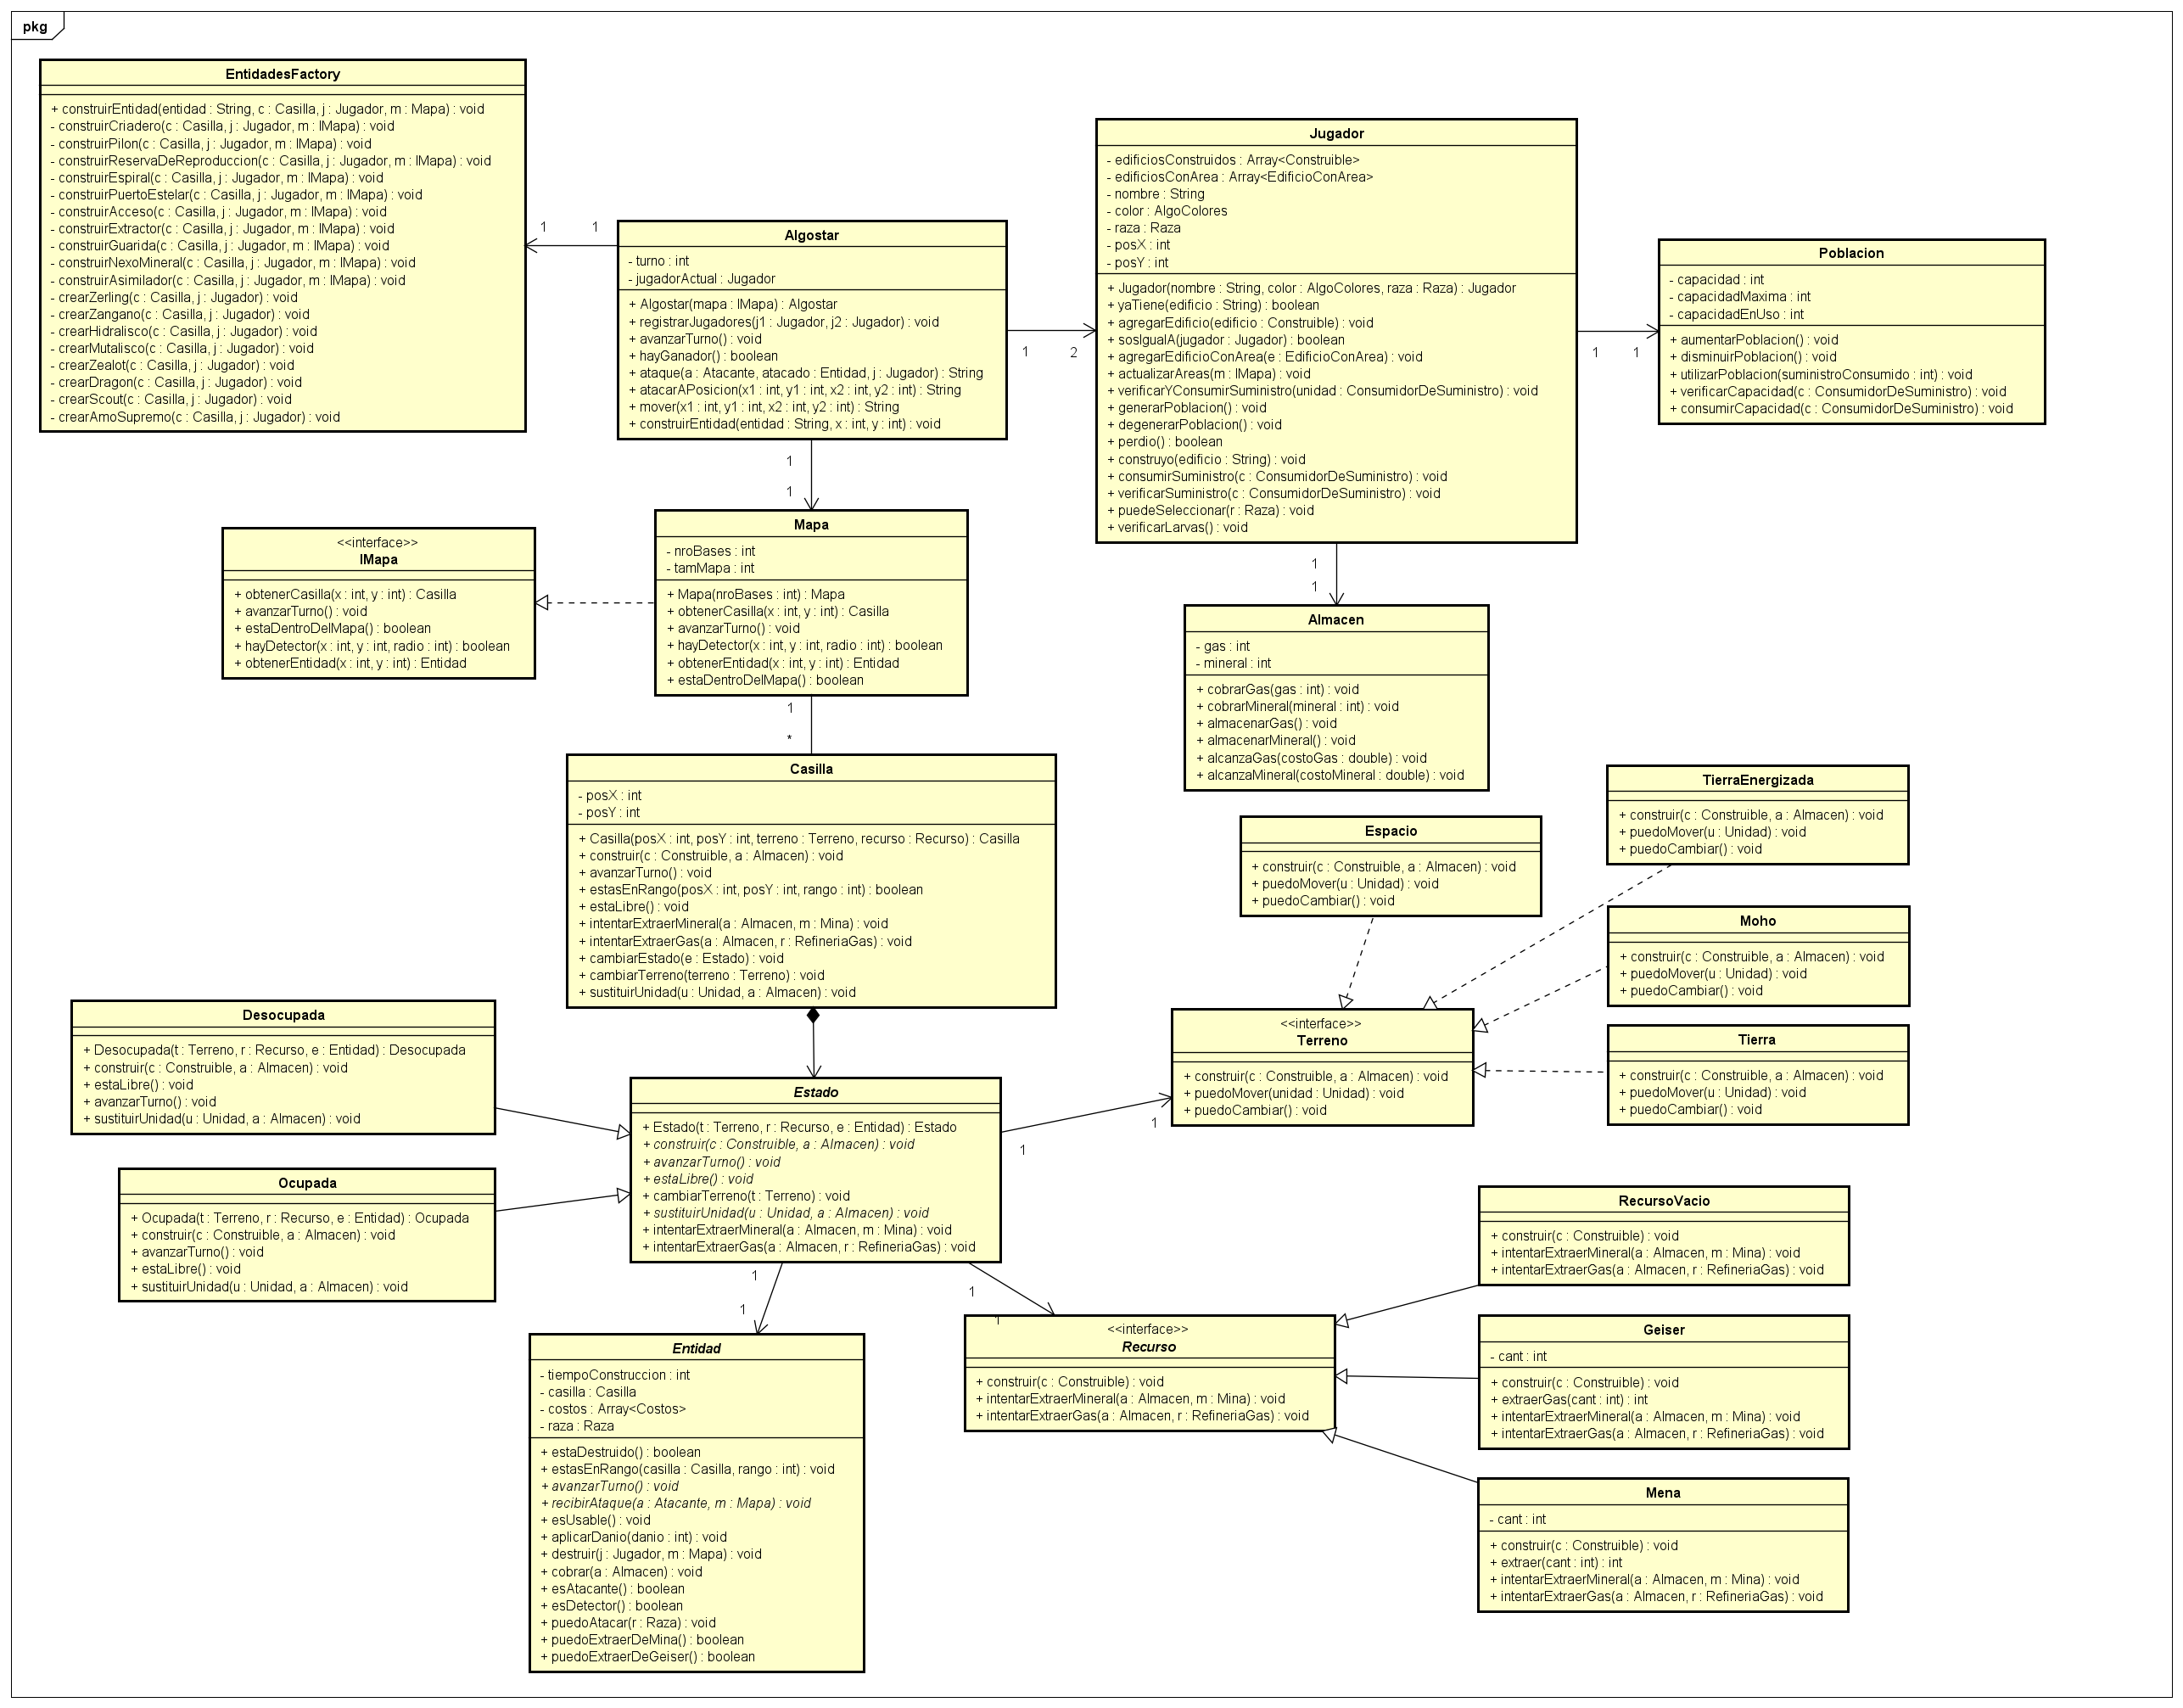 pkg
EntidadesFactory
+ construirEntidad(entidad : String, c : Casilla, j : Jugador, m : Mapa) : void
- construirCriadero(c : Casilla, j : Jugador, m : IMapa) : void
- construirPilon(c : Casilla, j : Jugador, m : IMapa) : void
- construirReservaDeReproduccion(c : Casilla, j : Jugador, m : IMapa) : void
- construirEspiral(c : Casilla, j : Jugador, m : IMapa) : void
- construirPuertoEstelar(c : Casilla, j : Jugador, m : IMapa) : void
- construirAcceso(c : Casilla, j : Jugador, m : IMapa) : void
- construirExtractor(c : Casilla, j : Jugador, m : IMapa) : void
- construirGuarida(c : Casilla, j : Jugador, m : IMapa) : void
- construirNexoMineral(c : Casilla, j : Jugador, m : IMapa) : void
- construirAsimilador(c : Casilla, j : Jugador, m : IMapa) : void
- crearZerling(c : Casilla, j : Jugador) : void
- crearZangano(c : Casilla, j : Jugador) : void
- crearHidralisco(c : Casilla, j : Jugador) : void
- crearMutalisco(c : Casilla, j : Jugador) : void
- crearZealot(c : Casilla, j : Jugador) : void
- crearDragon(c : Casilla, j : Jugador) : void
- crearScout(c : Casilla, j : Jugador) : void
- crearAmoSupremo(c : Casilla, j : Jugador) : void
1
1
Algostar
- turno : int
- jugadorActual : Jugador
+ Algostar(mapa : IMapa) : Algostar
+ registrarJugadores(j1 : Jugador, j2 : Jugador) : void
+ avanzarTurno() : void
+ hayGanador() : boolean
+ ataque(a : Atacante, atacado : Entidad, j : Jugador) : String
+ atacarAPosicion(x1 : int, y1 : int, x2 : int, y2 : int) : String
+ mover(x1 : int, y1 : int, x2 : int, y2 : int) : String
+ construirEntidad(entidad : String, x : int, y : int) : void
1
2
Jugador
- edificiosConstruidos : Array<Construible>
- edificiosConArea : Array<EdificioConArea>
- nombre : String
- color : AlgoColores
- raza : Raza
- posX : int
- posY : int
+ Jugador(nombre : String, color : AlgoColores, raza : Raza) : Jugador
+ yaTiene(edificio : String) : boolean
+ agregarEdificio(edificio : Construible) : void
+ sosIgualA(jugador : Jugador) : boolean
+ agregarEdificioConArea(e : EdificioConArea) : void
+ actualizarAreas(m : IMapa) : void
+ verificarYConsumirSuministro(unidad : ConsumidorDeSuministro) : void
+ generarPoblacion() : void
+ degenerarPoblacion() : void
+ perdio() : boolean
+ construyo(edificio : String) : void
+ consumirSuministro(c : ConsumidorDeSuministro) : void
+ verificarSuministro(c : ConsumidorDeSuministro) : void
+ puedeSeleccionar(r : Raza) : void
+ verificarLarvas() : void
1
1
Poblacion
- capacidad : int
- capacidadMaxima : int
- capacidadEnUso : int
+ aumentarPoblacion() : void
+ disminuirPoblacion() : void
+ utilizarPoblacion(suministroConsumido : int) : void
+ verificarCapacidad(c : ConsumidorDeSuministro) : void
+ consumirCapacidad(c : ConsumidorDeSuministro) : void
1
1
<<interface>>
IMapa
+ obtenerCasilla(x : int, y : int) : Casilla
+ avanzarTurno() : void
+ estaDentroDelMapa() : boolean
+ hayDetector(x : int, y : int, radio : int) : boolean
+ obtenerEntidad(x : int, y : int) : Entidad
Mapa
- nroBases : int
- tamMapa : int
+ Mapa(nroBases : int) : Mapa
+ obtenerCasilla(x : int, y : int) : Casilla
+ avanzarTurno() : void
+ hayDetector(x : int, y : int, radio : int) : boolean
+ obtenerEntidad(x : int, y : int) : Entidad
+ estaDentroDelMapa() : boolean
1
1
Almacen
- gas : int
- mineral : int
+ cobrarGas(gas : int) : void
+ cobrarMineral(mineral : int) : void
+ almacenarGas() : void
+ almacenarMineral() : void
+ alcanzaGas(costoGas : double) : void
+ alcanzaMineral(costoMineral : double) : void
1
*
Casilla
- posX : int
- posY : int
+ Casilla(posX : int, posY : int, terreno : Terreno, recurso : Recurso) : Casilla
+ construir(c : Construible, a : Almacen) : void
+ avanzarTurno() : void
+ estasEnRango(posX : int, posY : int, rango : int) : boolean
+ estaLibre() : void
+ intentarExtraerMineral(a : Almacen, m : Mina) : void
+ intentarExtraerGas(a : Almacen, r : RefineriaGas) : void
+ cambiarEstado(e : Estado) : void
+ cambiarTerreno(terreno : Terreno) : void
+ sustituirUnidad(u : Unidad, a : Almacen) : void
Espacio
+ construir(c : Construible, a : Almacen) : void
+ puedoMover(u : Unidad) : void
+ puedoCambiar() : void
TierraEnergizada
+ construir(c : Construible, a : Almacen) : void
+ puedoMover(u : Unidad) : void
+ puedoCambiar() : void
Moho
+ construir(c : Construible, a : Almacen) : void
+ puedoMover(u : Unidad) : void
+ puedoCambiar() : void
Tierra
+ construir(c : Construible, a : Almacen) : void
+ puedoMover(u : Unidad) : void
+ puedoCambiar() : void
<<interface>>
Terreno
+ construir(c : Construible, a : Almacen) : void
+ puedoMover(unidad : Unidad) : void
+ puedoCambiar() : void
Desocupada
+ Desocupada(t : Terreno, r : Recurso, e : Entidad) : Desocupada
+ construir(c : Construible, a : Almacen) : void
+ estaLibre() : void
+ avanzarTurno() : void
+ sustituirUnidad(u : Unidad, a : Almacen) : void
Ocupada
+ Ocupada(t : Terreno, r : Recurso, e : Entidad) : Ocupada
+ construir(c : Construible, a : Almacen) : void
+ avanzarTurno() : void
+ estaLibre() : void
+ sustituirUnidad(u : Unidad, a : Almacen) : void
Estado
+ Estado(t : Terreno, r : Recurso, e : Entidad) : Estado
+ construir(c : Construible, a : Almacen) : void
+ avanzarTurno() : void
+ estaLibre() : void
+ cambiarTerreno(t : Terreno) : void
+ sustituirUnidad(u : Unidad, a : Almacen) : void
+ intentarExtraerMineral(a : Almacen, m : Mina) : void
+ intentarExtraerGas(a : Almacen, r : RefineriaGas) : void
1
1
1
1
1
1
Entidad
- tiempoConstruccion : int
- casilla : Casilla
- costos : Array<Costos>
- raza : Raza
+ estaDestruido() : boolean
+ estasEnRango(casilla : Casilla, rango : int) : void
+ avanzarTurno() : void
+ recibirAtaque(a : Atacante, m : Mapa) : void
+ esUsable() : void
+ aplicarDanio(danio : int) : void
+ destruir(j : Jugador, m : Mapa) : void
+ cobrar(a : Almacen) : void
+ esAtacante() : boolean
+ esDetector() : boolean
+ puedoAtacar(r : Raza) : void
+ puedoExtraerDeMina() : boolean
+ puedoExtraerDeGeiser() : boolean
<<interface>>
Recurso
+ construir(c : Construible) : void
+ intentarExtraerMineral(a : Almacen, m : Mina) : void
+ intentarExtraerGas(a : Almacen, r : RefineriaGas) : void
RecursoVacio
+ construir(c : Construible) : void
+ intentarExtraerMineral(a : Almacen, m : Mina) : void
+ intentarExtraerGas(a : Almacen, r : RefineriaGas) : void
Geiser
- cant : int
+ construir(c : Construible) : void
+ extraerGas(cant : int) : int
+ intentarExtraerMineral(a : Almacen, m : Mina) : void
+ intentarExtraerGas(a : Almacen, r : RefineriaGas) : void
Mena
- cant : int
+ construir(c : Construible) : void
+ extraer(cant : int) : int
+ intentarExtraerMineral(a : Almacen, m : Mina) : void
+ intentarExtraerGas(a : Almacen, r : RefineriaGas) : void